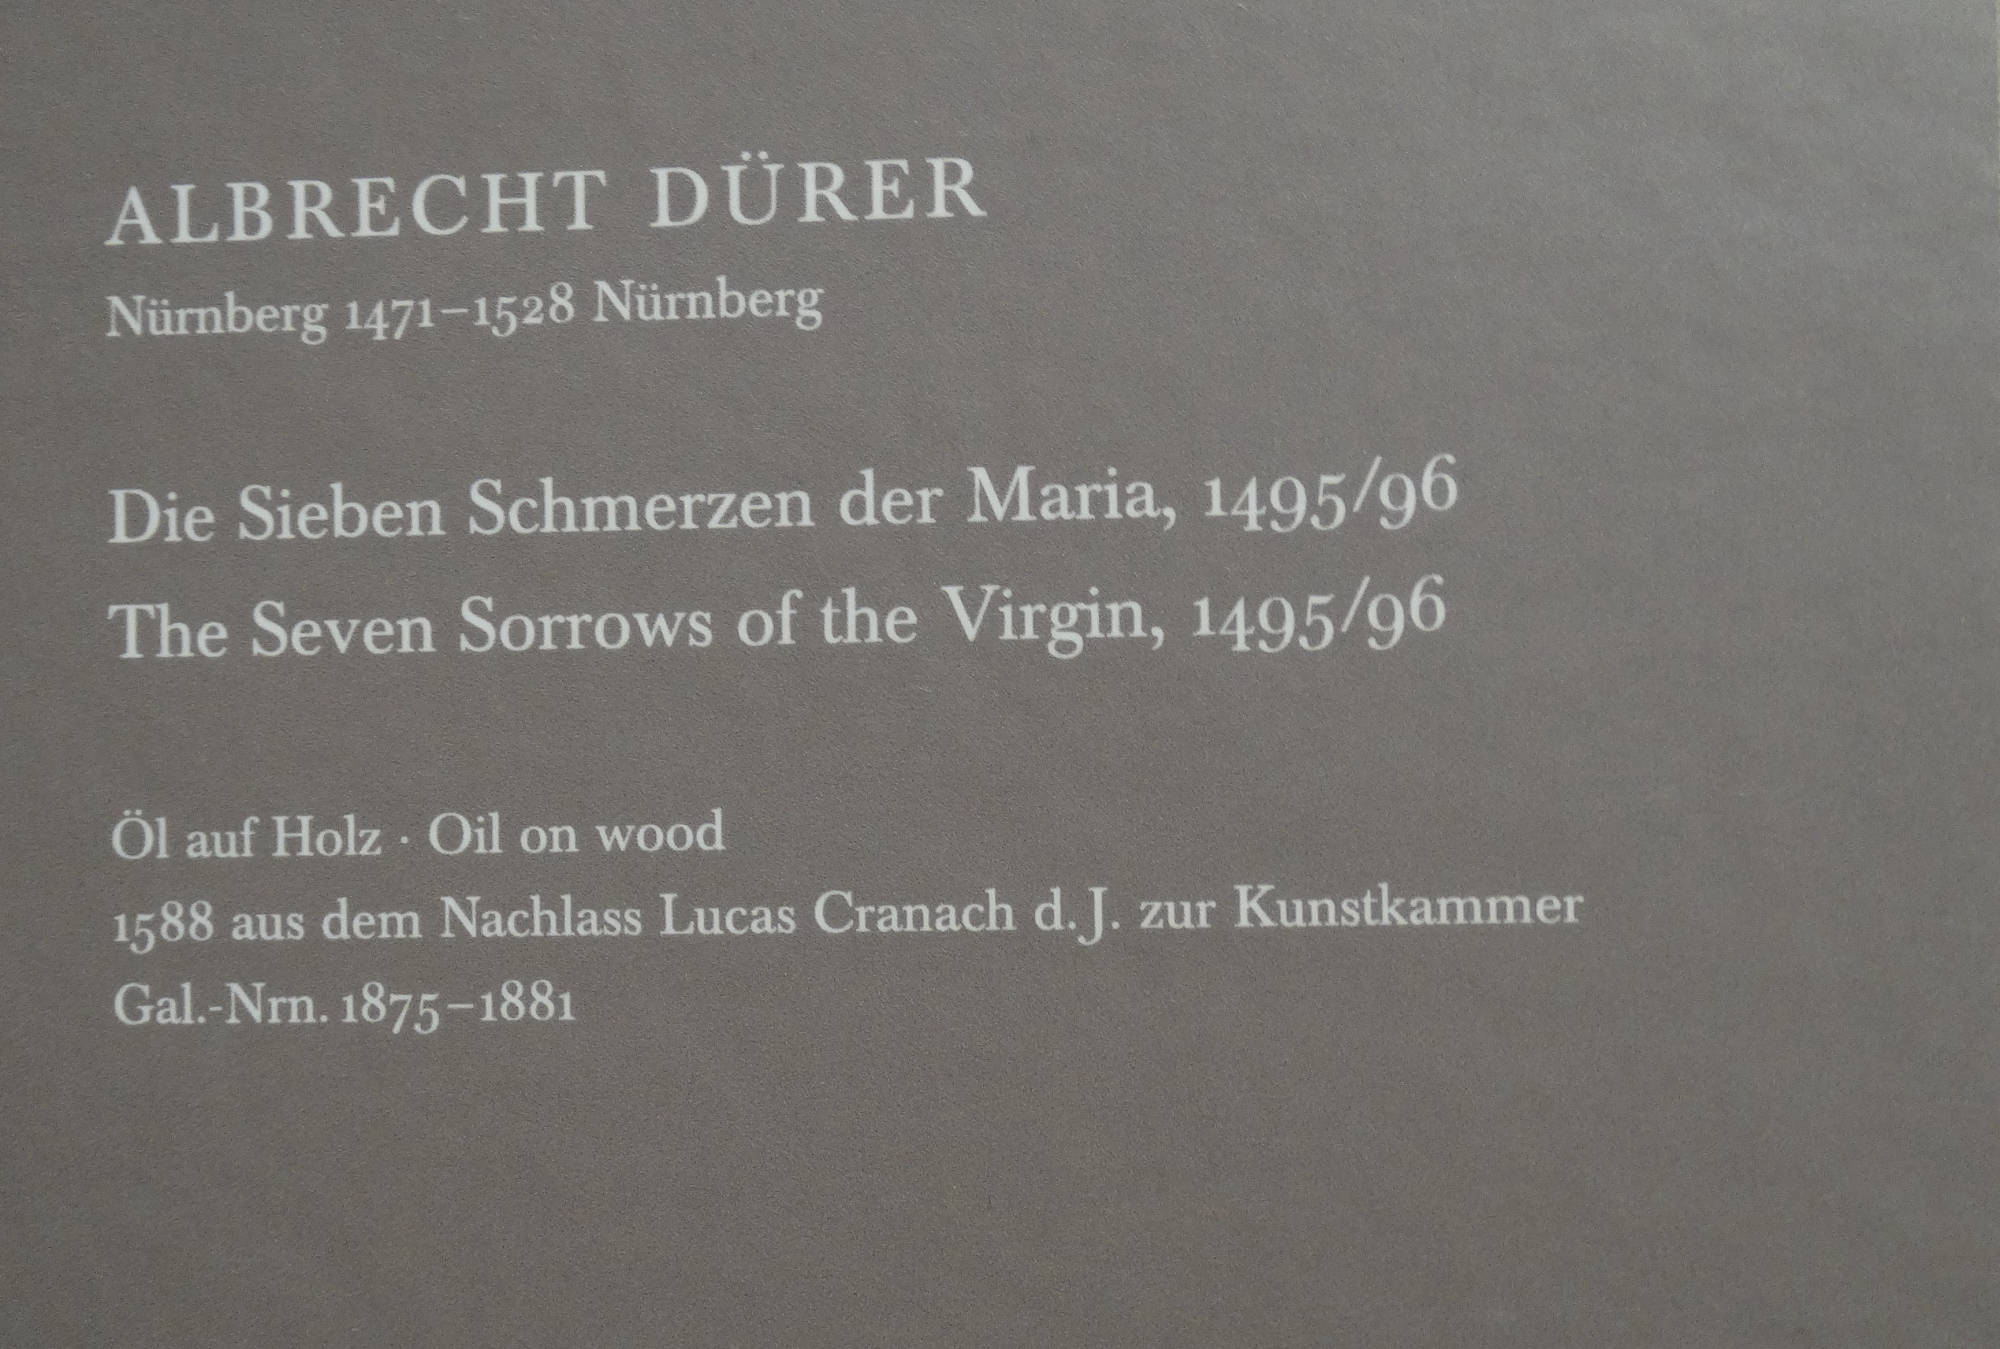 ALBRECHT DÜRER
Nürnberg 1471–1528 Nürnberg
Die Sieben Schmerzen der Maria, 1495/96
The Seven Sorrows of the Virgin, 1495/96
Öl auf Holz · Oil on wood
1588 aus dem Nachlass Lucas Cranach d.J. zur Kunstkammer
Gal.-Nrn. 1875–1881